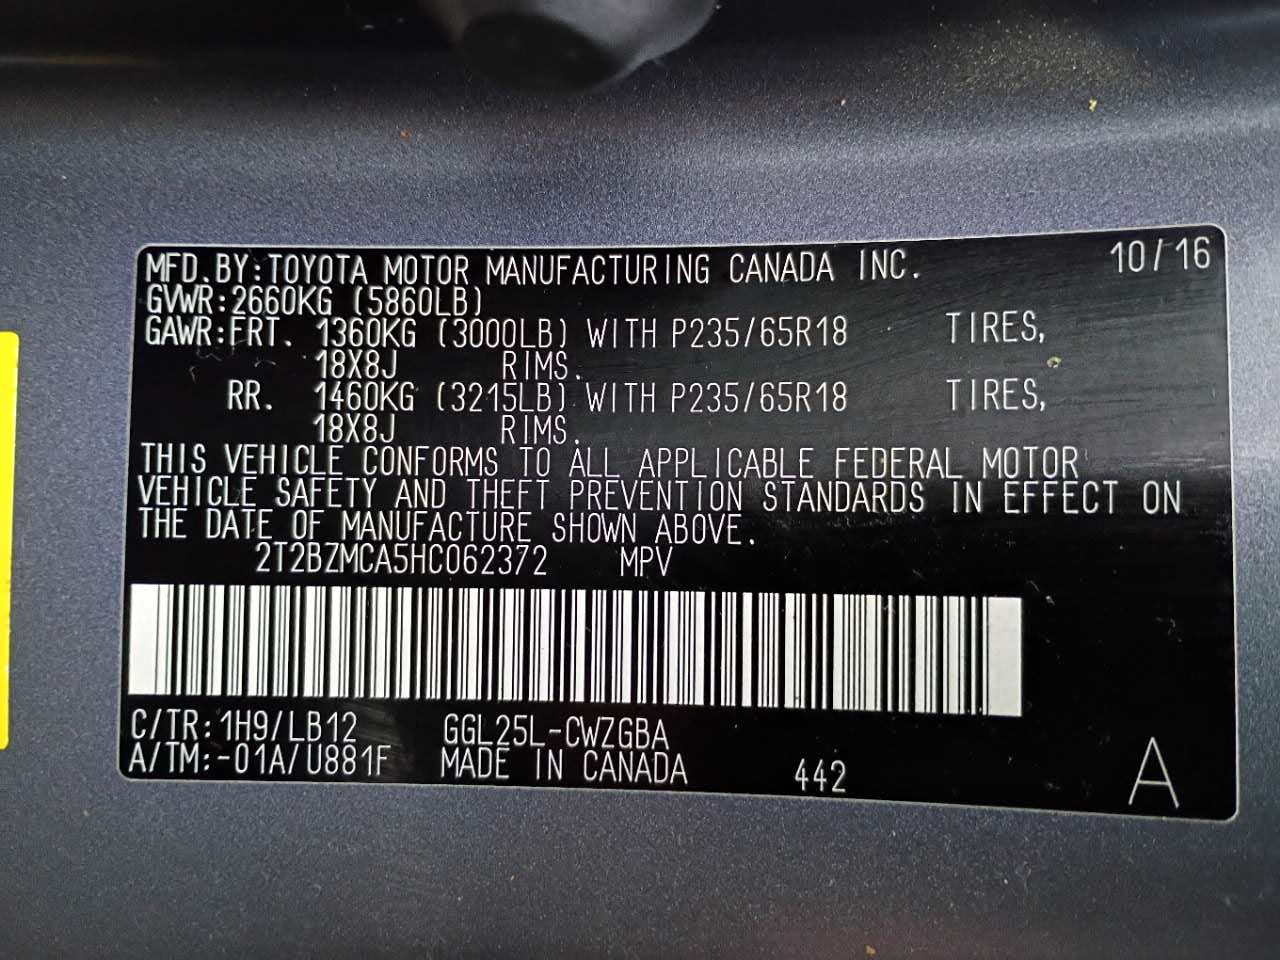 MFD.BY:TOYOTA MOTOR MANUFACTURING CANADA INC. 10/16
GVWR:2660KG (5860LB)
GAWR:FRT. 1360KG (3000LB) WITH P235/65R18 TIRES,
18X8J RIMS.
RR. 1460KG (3215LB) WITH P235/65R18 TIRES,
18X8J RIMS.
THIS VEHICLE CONFORMS TO ALL APPLICABLE FEDERAL MOTOR
VEHICLE SAFETY AND THEFT PREVENTION STANDARDS IN EFFECT ON
THE DATE OF MANUFACTURE SHOWN ABOVE.
2T2BZMCA5HC062372 MPV
C/TR:1H9/LB12 GGL25L-CWZGBA
A/TM:-01A/U881F MADE IN CANADA 442 A